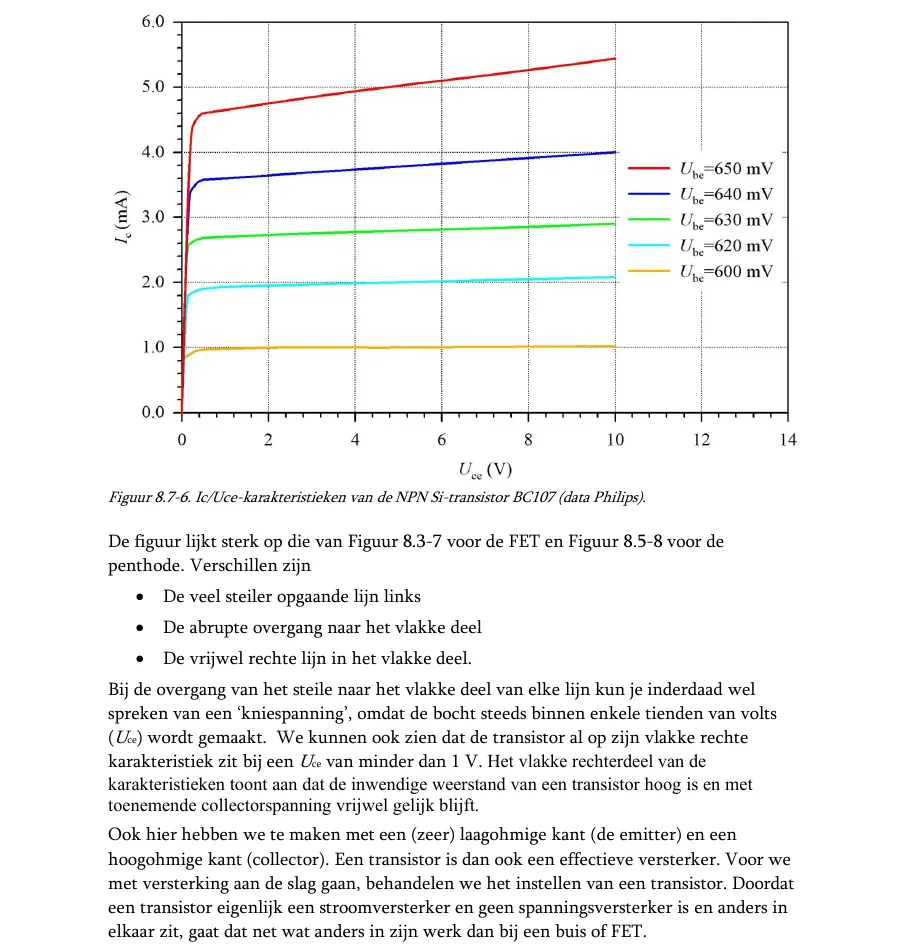 6.0
5.0
4.0
3.0
2.0
1.0
0.0
Ic (mA)
Ube=650 mV
Ube=640 mV
Ube=630 mV
Ube=620 mV
Ube=600 mV
0 2 4 6 8 10 12 14
Uce (V)
Figuur 8.7-6. Ic/Uce-karakteristieken van de NPN Si-transistor BC107 (data Philips).
De figuur lijkt sterk op die van Figuur 8.3-7 voor de FET en Figuur 8.5-8 voor de
penthode. Verschillen zijn
• De veel steiler opgaande lijn links
• De abrupte overgang naar het vlakke deel
• De vrijwel rechte lijn in het vlakke deel.
Bij de overgang van het steile naar het vlakke deel van elke lijn kun je inderdaad wel
spreken van een ‘kniespanning’, omdat de bocht steeds binnen enkele tienden van volts
(Uce) wordt gemaakt. We kunnen ook zien dat de transistor al op zijn vlakke rechte
karakteristiek zit bij een Uce van minder dan 1 V. Het vlakke rechterdeel van de
karakteristieken toont aan dat de inwendige weerstand van een transistor hoog is en met
toenemende collectorspanning vrijwel gelijk blijft.
Ook hier hebben we te maken met een (zeer) laagohmige kant (de emitter) en een
hoogohmige kant (collector). Een transistor is dan ook een effectieve versterker. Voor we
met versterking aan de slag gaan, behandelen we het instellen van een transistor. Doordat
een transistor eigenlijk een stroomversterker en geen spanningsversterker is en anders in
elkaar zit, gaat dat net wat anders in zijn werk dan bij een buis of FET.